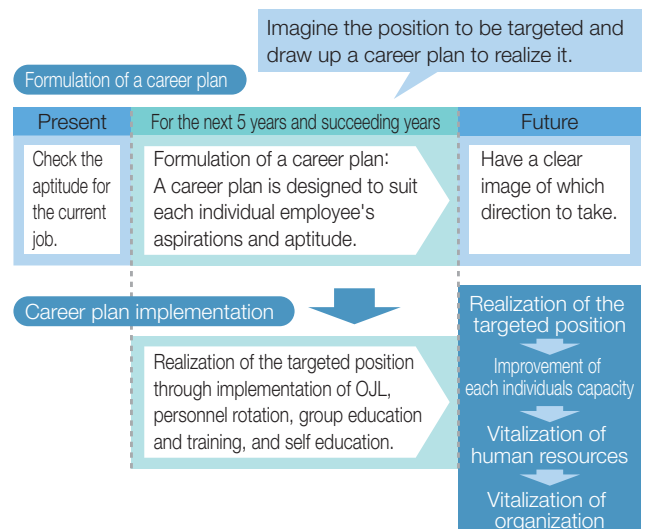 Imagine the position to be targeted and
draw up a career plan to realize it.
Formulation of a career plan
Present
For the next 5 years and succeeding years
Future
Check the
aptitude for
the current
job.
Formulation of a career plan:
A career plan is designed to suit
each individual employee's
aspirations and aptitude.
Have a clear
image of which
direction to take.
Career plan implementation
Realization of the targeted position
through implementation of OJL,
personnel rotation, group education
and training, and self education.
Realization of the
targeted position
Improvement of
each individuals capacity
Vitalization of
human resources
Vitalization of
organization